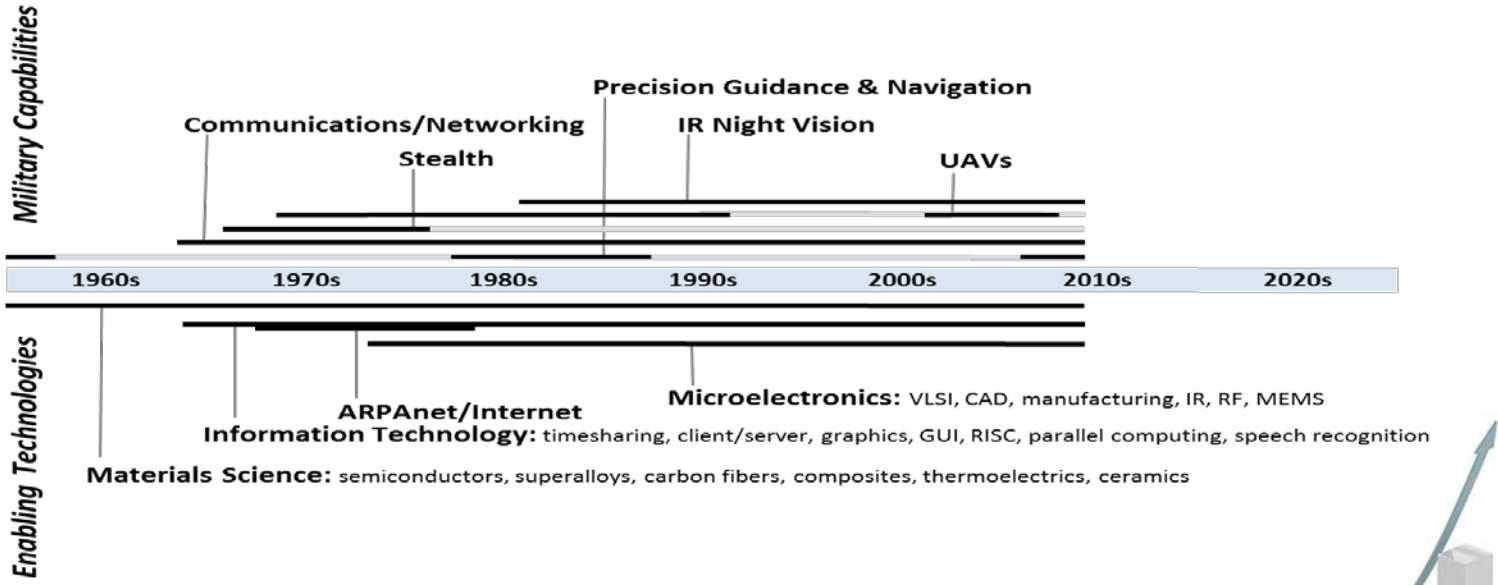 Military Capabilities
Precision Guidance & Navigation
Communications/Networking
IR Night Vision
Stealth
UAVs
1960s 1970s 1980s 1990s 2000s 2010s 2020s
Enabling Technologies
Microelectronics: VLSI, CAD, manufacturing, IR, RF, MEMS
ARPAnet/Internet
Information Technology: timesharing, client/server, graphics, GUI, RISC, parallel computing, speech recognition
Materials Science: semiconductors, superalloys, carbon fibers, composites, thermoelectrics, ceramics